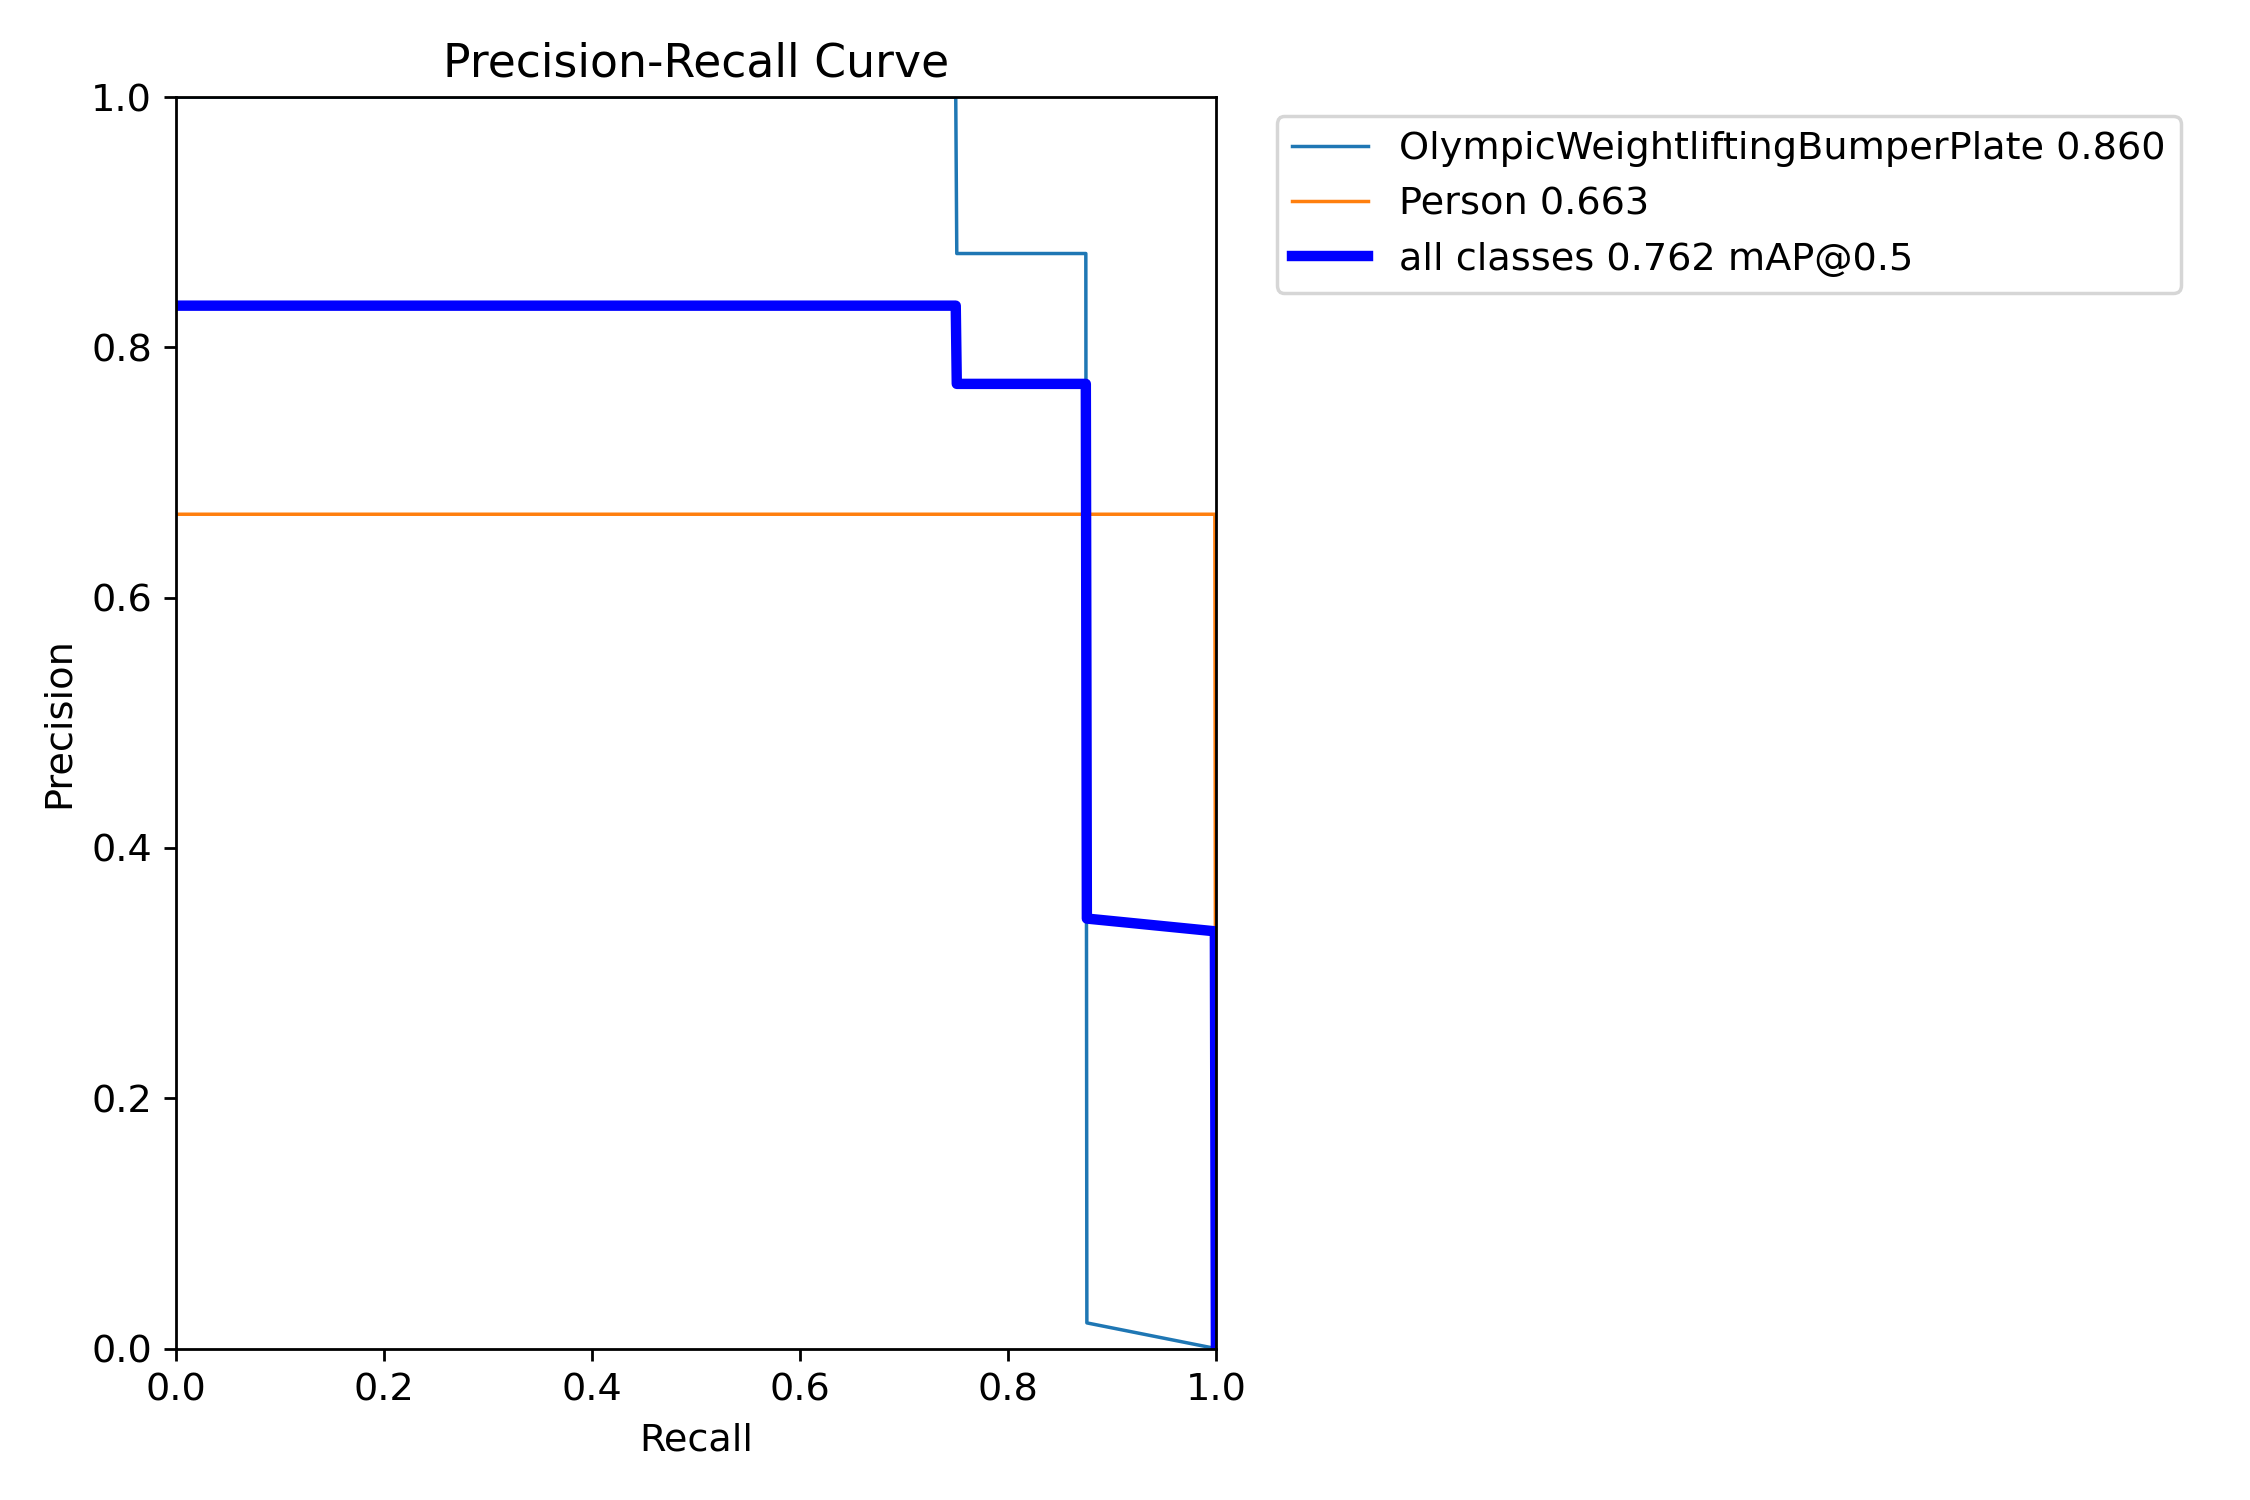 Precision-Recall Curve
1.0
0.8
0.6
0.4
0.2
0.0
Precision
0.0 0.2 0.4 0.6 0.8 1.0
Recall
OlympicWeightliftingBumperPlate 0.860
Person 0.663
all classes 0.762 mAP@0.5